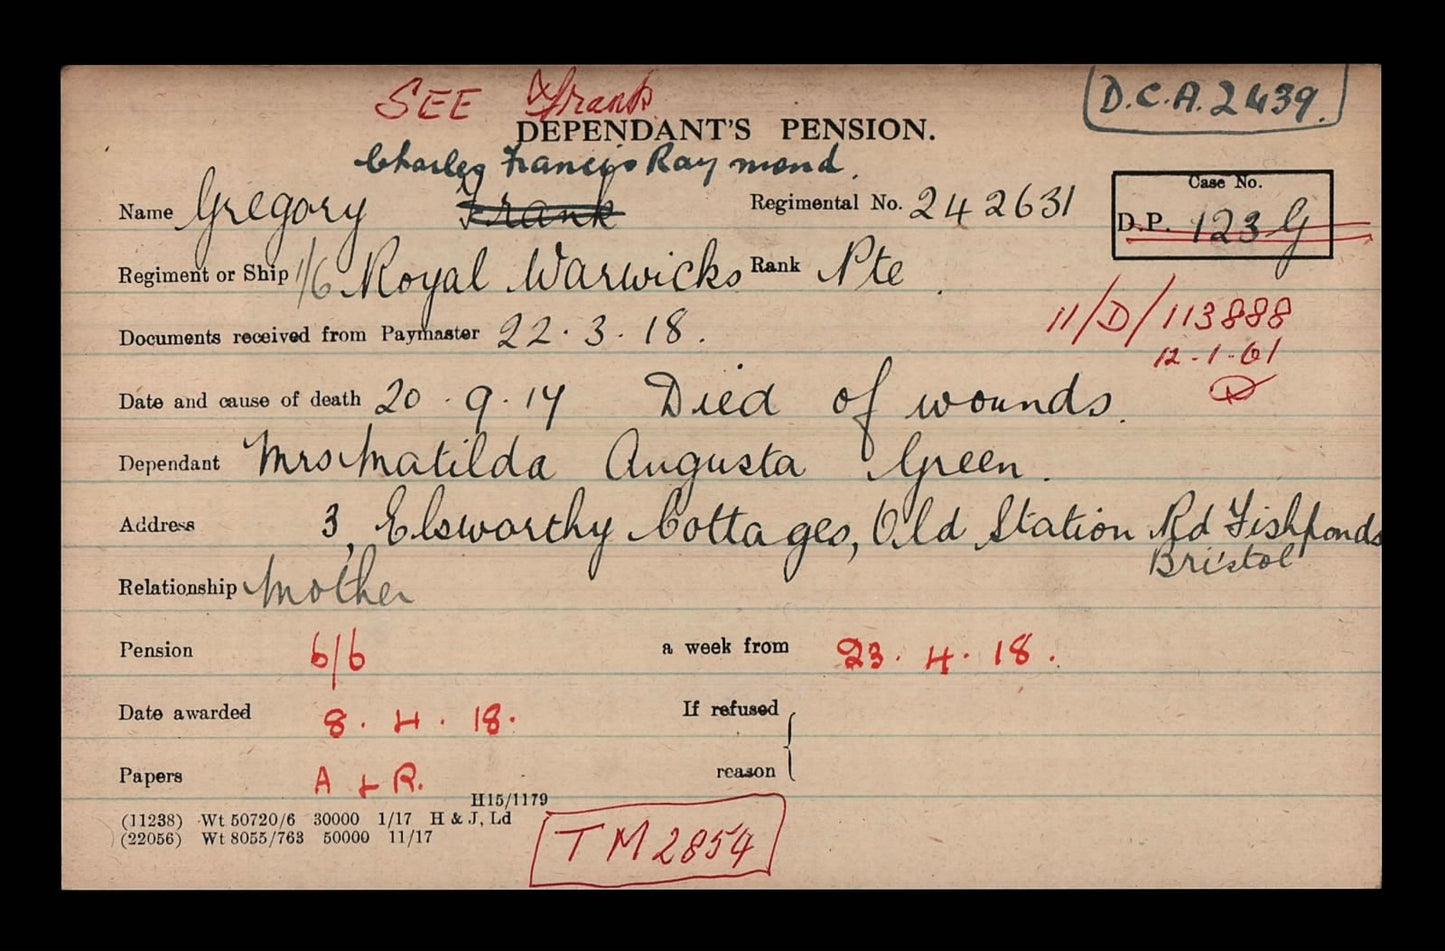 SEE Frank
D.C.A. 2439.
DEPENDANT'S PENSION.
Charles Francis Raymond.
Name Gregory Frank Regimental No. 242631
Case No.
D.P. 123 G
Regiment or Ship 1/6 Royal Warwicks Rank Pte.
11/D/113888
Documents received from Paymaster 22.3.18.
12-1-61
Date and cause of death 20.9.17 Died of wounds.
Dependant Mrs Matilda Augusta Green.
Address 3, Elsworthy Cottages, Old Station Rd Fishponds
Bristol
Relationship Mother
Pension 6/6 a week from 23.4.18.
Date awarded 8.4.18. If refused
Papers A & R. reason
H15/1179
(11238) Wt 50720/6 30000 1/17 H & J, Ld
(22056) Wt 8055/763 50000 11/17
TM 2854